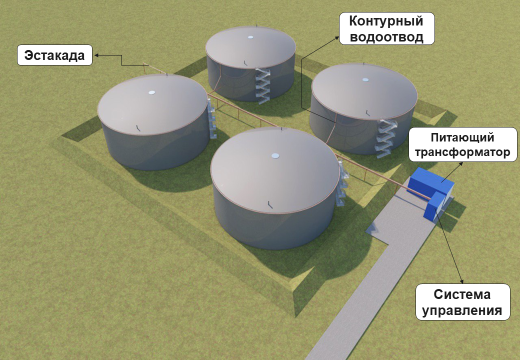 Контурный
водоотвод
Эстакада
Питающий
трансформатор
Система
управления